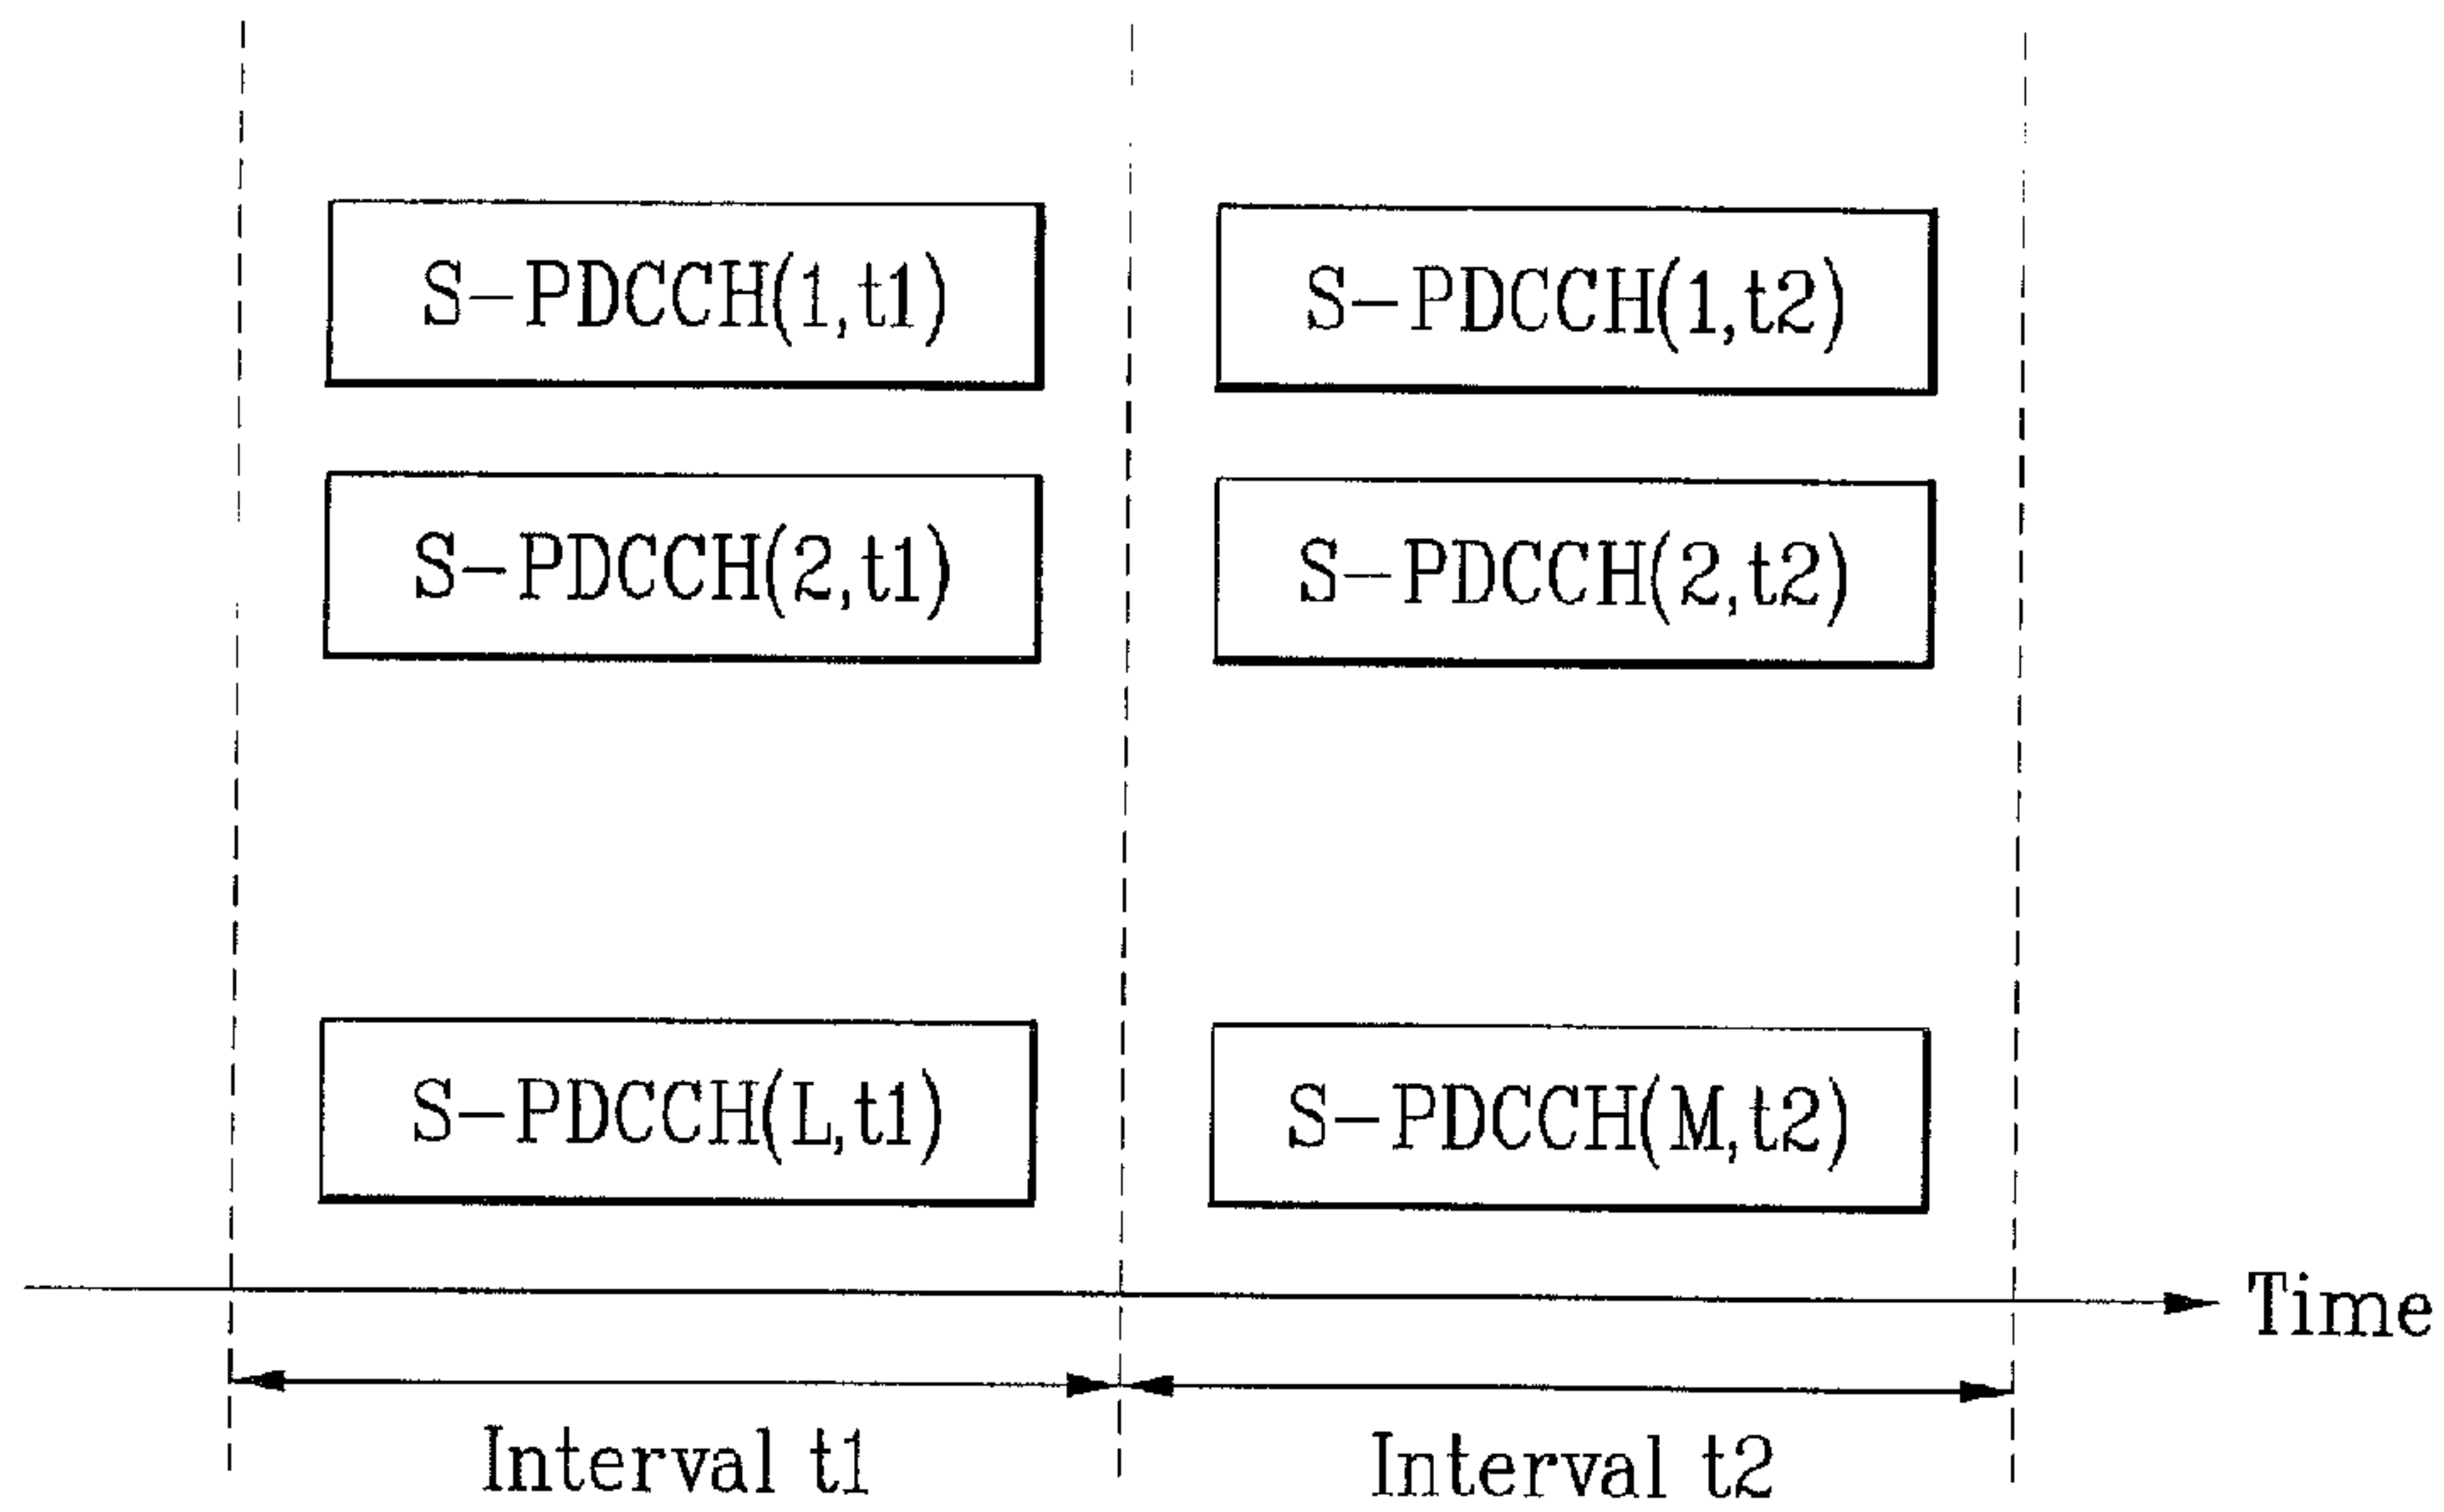 S-PDCCH(1,t1) S-PDCCH(1,t2)
S-PDCCH(2,t1) S-PDCCH(2,t2)
S-PDCCH(L,t1) S-PDCCH(M,t2)
Time
Interval t1 Interval t2